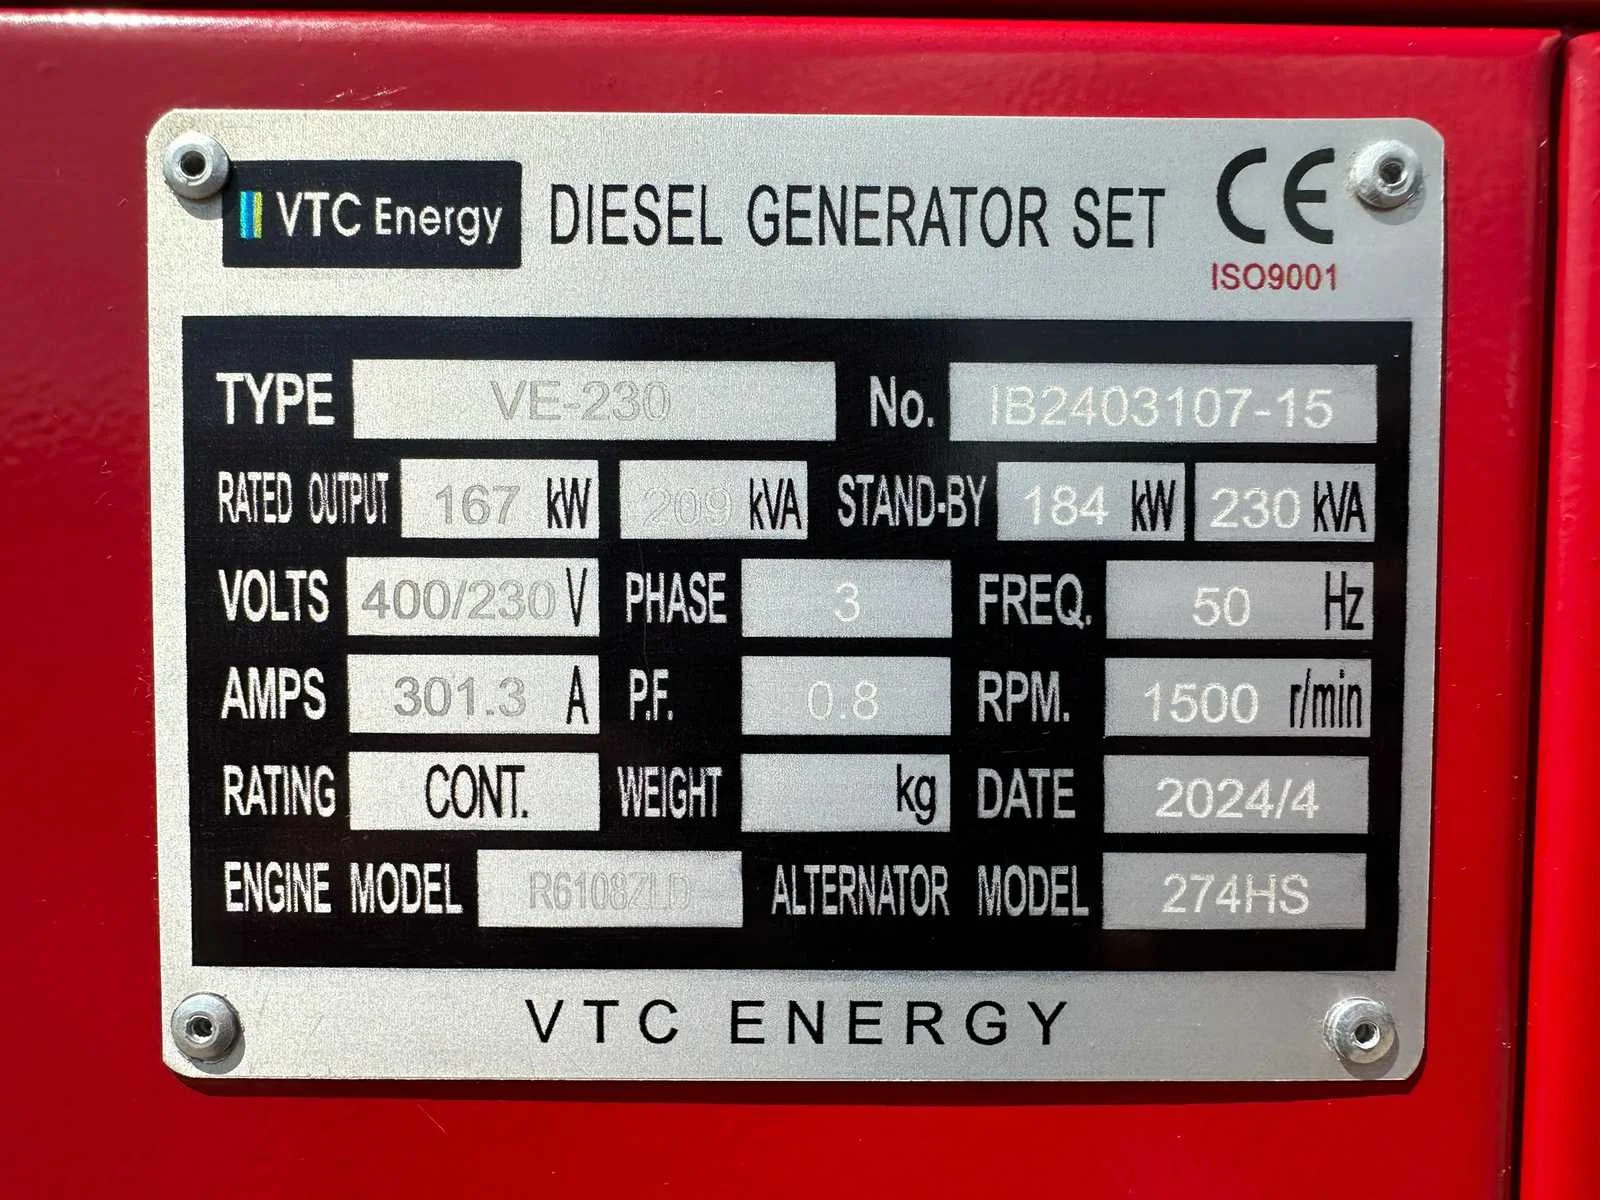 VTC Energy DIESEL GENERATOR SET CE
ISO9001
TYPE VE-230 No. IB2403107-15
RATED OUTPUT 167 kW 209 kVA STAND-BY 184 kW 230 kVA
VOLTS 400/230 V PHASE 3 FREQ. 50 Hz
AMPS 301.3 A P.F. 0.8 RPM. 1500 r/min
RATING CONT. WEIGHT kg DATE 2024/4
ENGINE MODEL R6108ZLD ALTERNATOR MODEL 274HS
VTC ENERGY